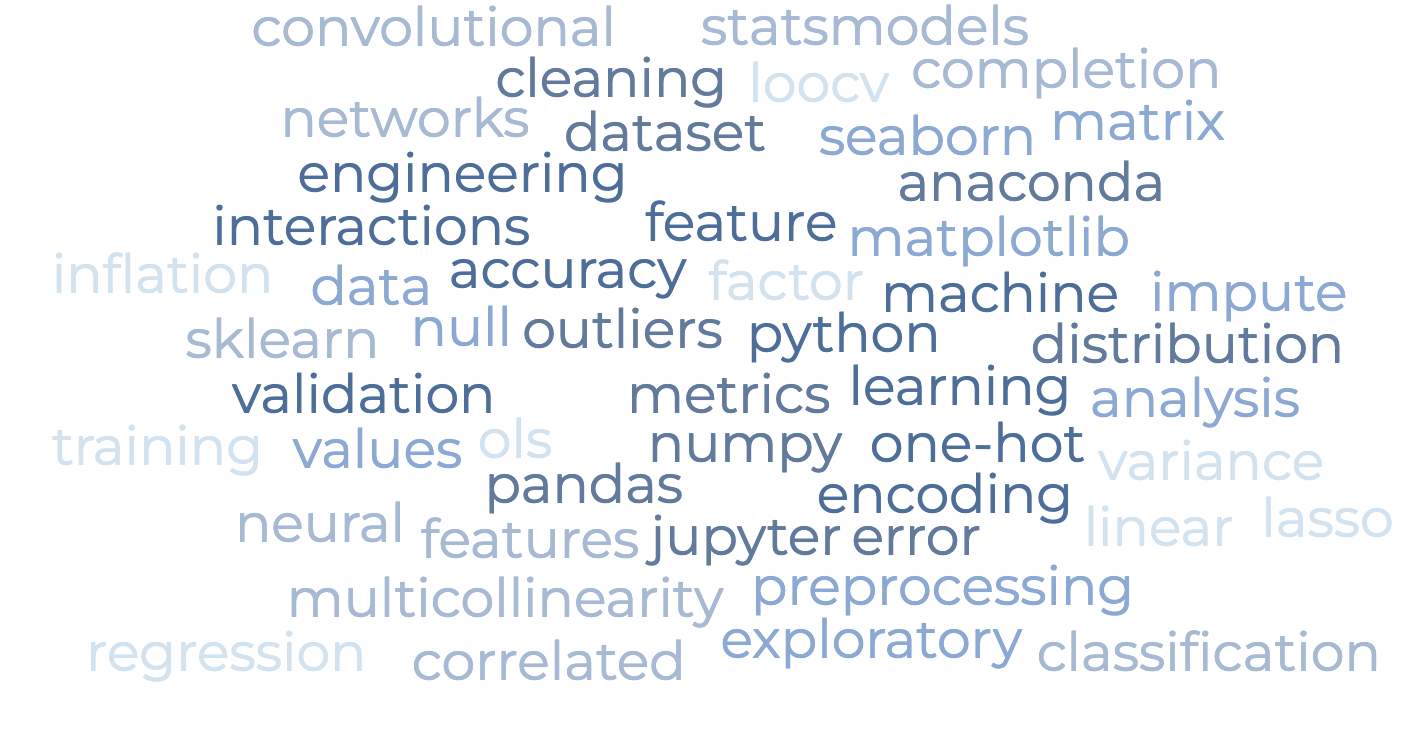 convolutional statsmodels
cleaning loocv completion
networks dataset seaborn matrix
engineering anaconda
interactions feature matplotlib
inflation data accuracy factor machine impute
sklearn null outliers python distribution
validation metrics learning analysis
training values ols numpy one-hot variance
pandas encoding
neural features jupyter error linear lasso
multicollinearity preprocessing
regression correlated exploratory classification